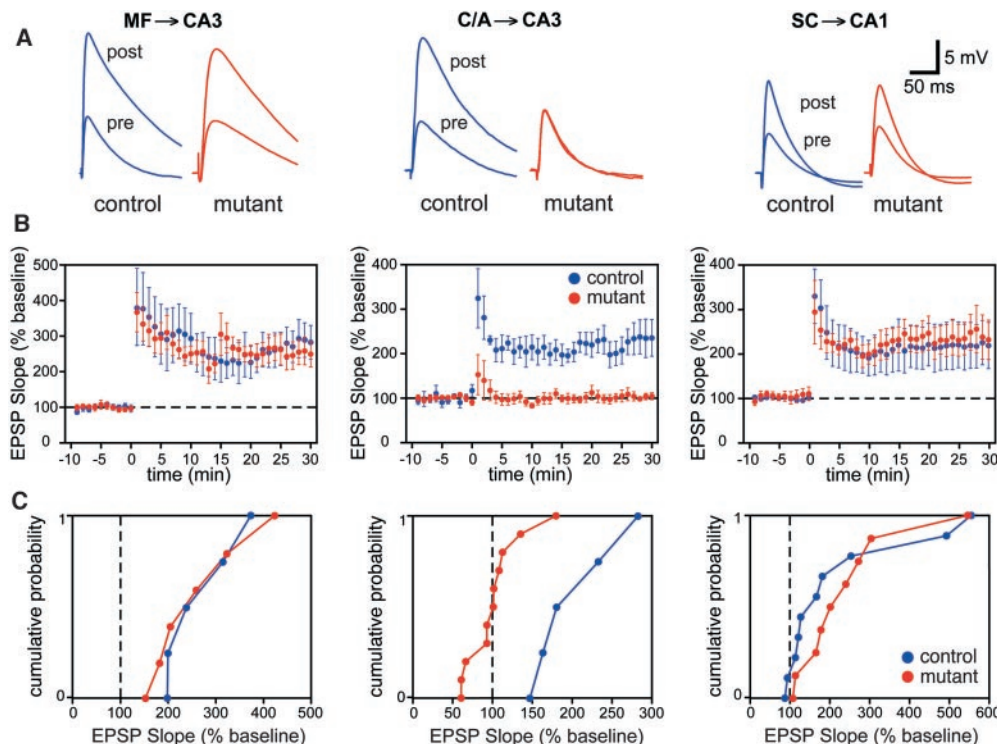 A
MF → CA3
C/A → CA3
SC → CA1
post
pre
control
mutant
post
pre
control
mutant
post
pre
control
mutant
5 mV
50 ms
B
EPSP Slope (% baseline)
500
400
300
200
100
0
-10 -5 0 5 10 15 20 25 30
time (min)
EPSP Slope (% baseline)
400
300
200
100
0
control
mutant
-10 -5 0 5 10 15 20 25 30
time (min)
EPSP Slope (% baseline)
400
300
200
100
0
-10 -5 0 5 10 15 20 25 30
time (min)
C
cumulative probability
1
0
0 100 200 300 400 500
EPSP Slope (% baseline)
cumulative probability
1
0
0 50 100 150 200 250 300
EPSP Slope (% baseline)
cumulative probability
1
0
control
mutant
0 100 200 300 400 500 600
EPSP Slope (% baseline)